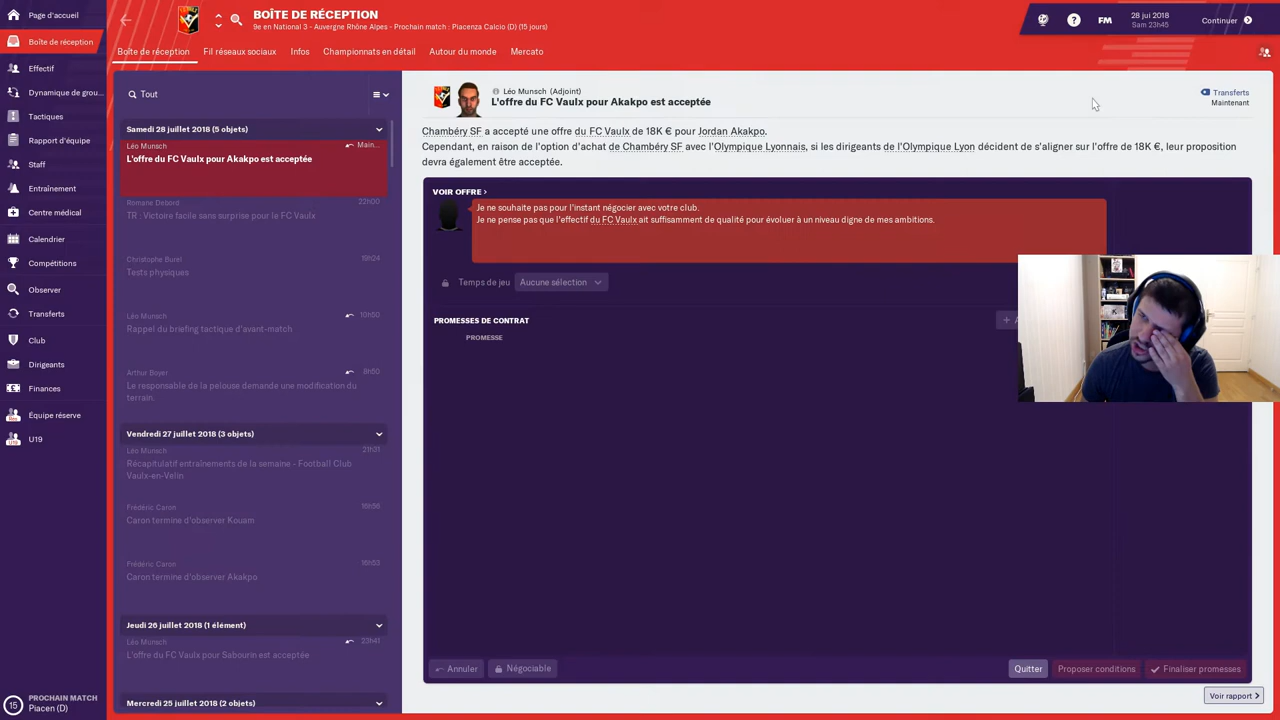 Page d'accueil
Boîte de réception
Effectif
Dynamique de grou...
Tactiques
Rapport d'équipe
Staff
Entraînement
Centre médical
Calendrier
Compétitions
Observer
Transferts
Club
Dirigeants
Finances
Équipe réserve
U19
15
PROCHAIN MATCH
Piacen (D)
BOÎTE DE RÉCEPTION
9e en National 3 - Auvergne Rhône Alpes - Prochain match : Piacenza Calcio (D) (15 jours)
? FM
28 jui 2018
Sam 23h45
Continuer
Boîte de réception Fil réseaux sociaux Infos Championnats en détail Autour du monde Mercato
Tout
Samedi 28 juillet 2018 (5 objets)
Léo Munsch Main...
L'offre du FC Vaulx pour Akakpo est acceptée
Romane Debord 22h00
TR : Victoire facile sans surprise pour le FC Vaulx
Christophe Burel
Tests physiques
Léo Munsch 10h50
Rappel du briefing tactique d'avant-match
Arthur Boyer
Le responsable de la pelouse demande une modification du
terrain.
Vendredi 27 juillet 2018 (3 objets)
Léo Munsch 21h31
Récapitulatif entraînements de la semaine - Football Club
Vaulx-en-Velin
Frédéric Caron 16h56
Caron termine d'observer Kouam
Frédéric Caron 16h53
Caron termine d'observer Akakpo
Jeudi 26 juillet 2018 (1 élément)
Léo Munsch 23h41
L'offre du FC Vaulx pour Sabourin est acceptée
Mercredi 25 juillet 2018 (2 objets)
Léo Munsch (Adjoint)
L'offre du FC Vaulx pour Akakpo est acceptée
Transferts
Maintenant
Chambéry SF a accepté une offre du FC Vaulx de 18K € pour Jordan Akakpo.
Cependant, en raison de l'option d'achat de Chambéry SF avec l'Olympique Lyonnais, si les dirigeants de l'Olympique Lyon décident de s'aligner sur l'offre de 18K €, leur proposition
devra également être acceptée.
VOIR OFFRE >
Je ne souhaite pas pour l'instant négocier avec votre club.
Je ne pense pas que l'effectif du FC Vaulx ait suffisamment de qualité pour évoluer à un niveau digne de mes ambitions.
Temps de jeu Aucune sélection
PROMESSES DE CONTRAT
PROMESSE
Annuler Négociable Quitter Proposer conditions Finaliser promesses
Voir rapport >